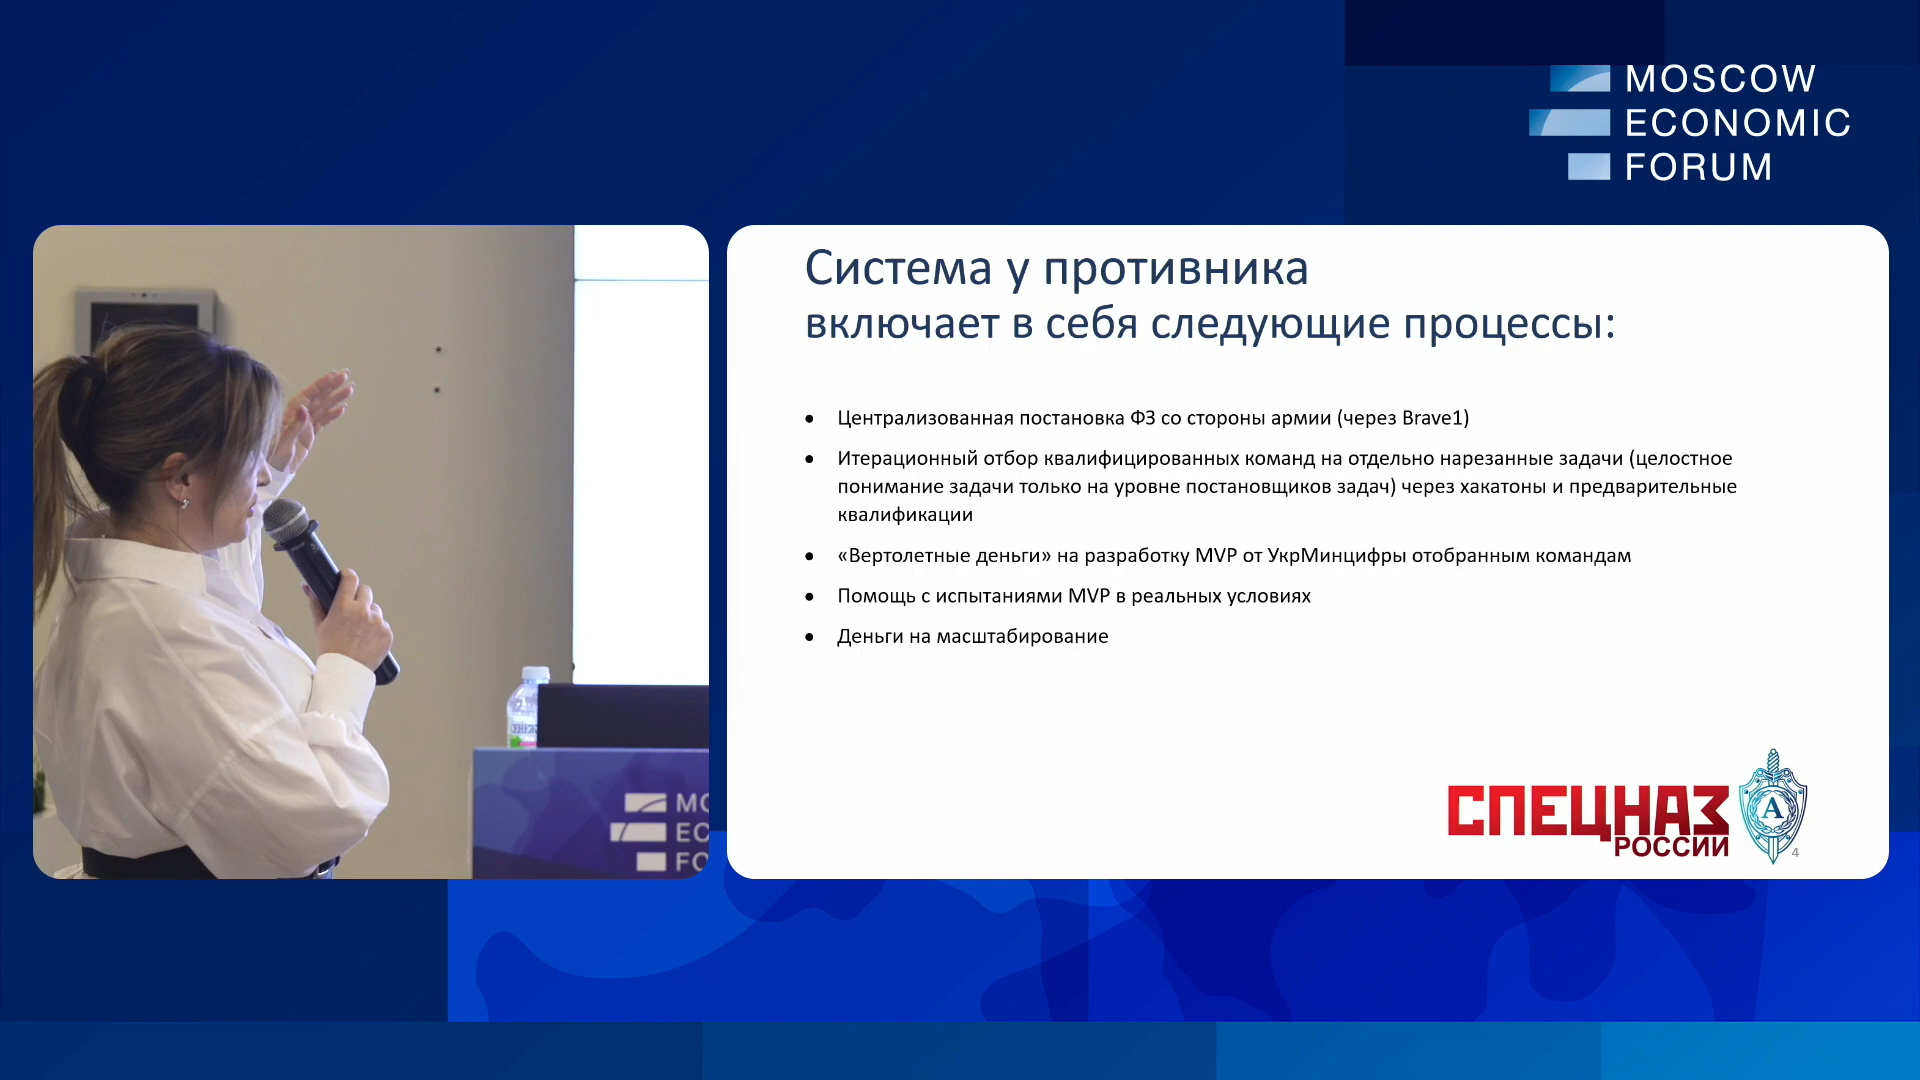 MOSCOW
ECONOMIC
FORUM
Система у противника
включает в себя следующие процессы:
• Централизованная постановка ФЗ со стороны армии (через Brave1)
• Итерационный отбор квалифицированных команд на отдельно нарезанные задачи (целостное
понимание задачи только на уровне постановщиков задач) через хакатоны и предварительные
квалификации
• «Вертолетные деньги» на разработку MVP от УкрМинцифры отобранным командам
• Помощь с испытаниями MVP в реальных условиях
• Деньги на масштабирование
СПЕЦНАЗ
РОССИИ
А
4
MO
EC
FO